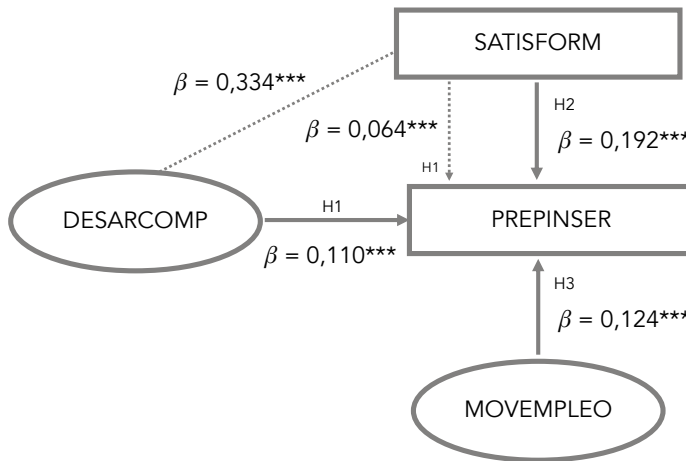 SATISFORM
β = 0,334***
H2
β = 0,064***
β = 0,192***
H1
H1
DESARCOMP
PREPINSER
β = 0,110***
H3
β = 0,124***
MOVEMPLEO